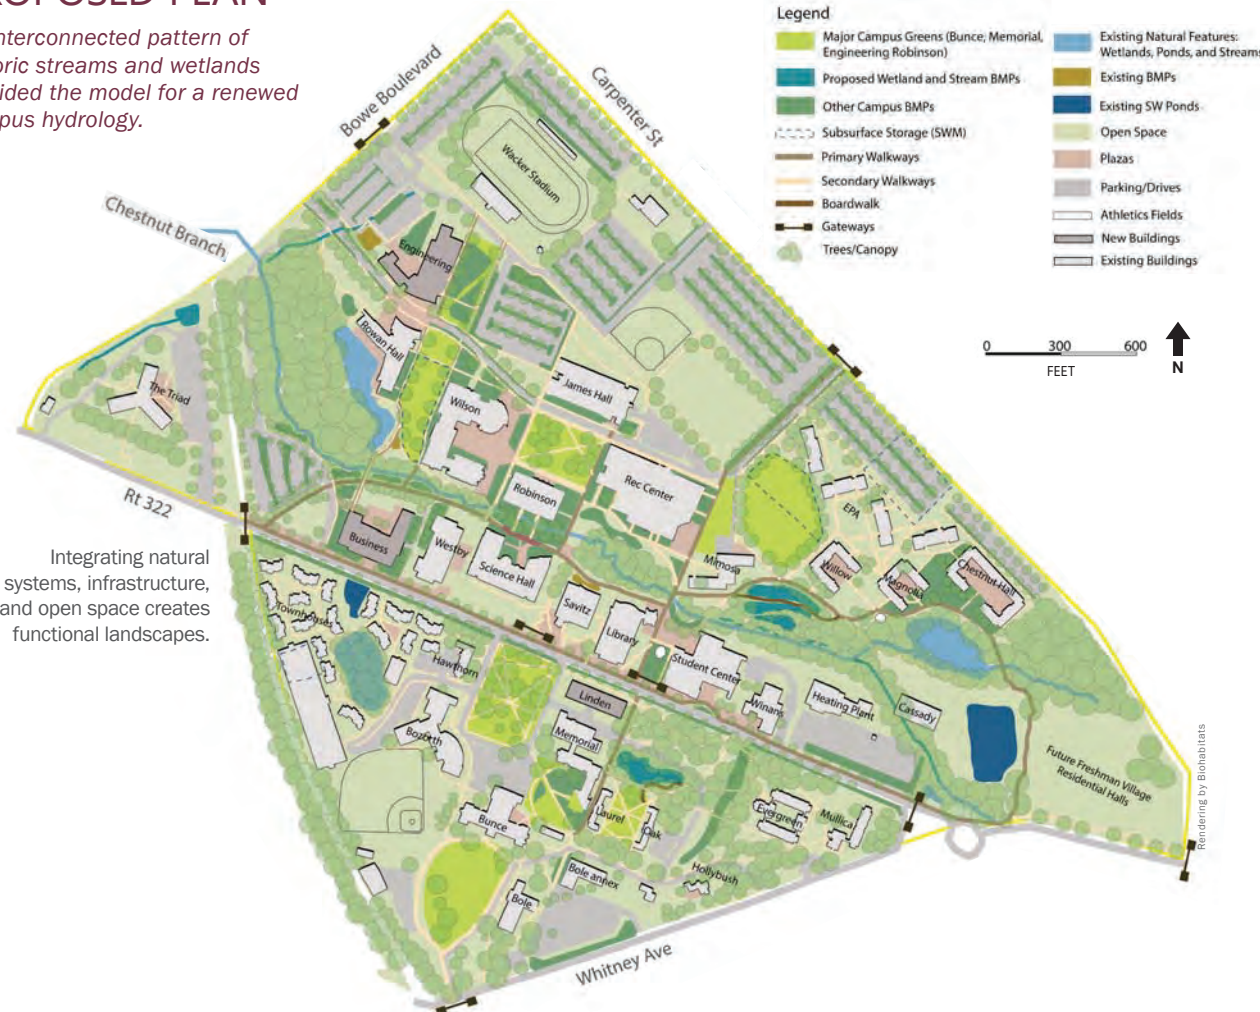 ROPOSED PLAN
nterconnected pattern of
oric streams and wetlands
ided the model for a renewed
pus hydrology.
Legend
Major Campus Greens (Bunce, Memorial,
Engineering Robinson)
Proposed Wetland and Stream BMPs
Other Campus BMPs
Subsurface Storage (SWM)
Primary Walkways
Secondary Walkways
Boardwalk
Gateways
Trees/Canopy
Existing Natural Features:
Wetlands, Ponds, and Streams
Existing BMPs
Existing SW Ponds
Open Space
Plazas
Parking/Drives
Athletics Fields
New Buildings
Existing Buildings
0 300 600
FEET
N
Bowe Boulevard
Carpenter St
Wacker Stadium
Chestnut Branch
Engineering
Rowan Hall
The Triad
James Hall
Wilson
Rec Center
Robinson
EPA
Rt 322
Business
Westby
Science Hall
Mimosa
Willow
Magnolia
Chestnut Hall
Integrating natural
systems, infrastructure,
and open space creates
functional landscapes.
Townhouses
Savitz
Library
Student Center
Hawthorn
Linden
Winans
Heating Plant
Cassady
Bozorth
Memorial
Future Freshman Village
Residential Halls
Rendering by Biohabitats
Bunce
Laurel
Oak
Evergreen
Mullica
Hollybush
Bole annex
Bole
Whitney Ave